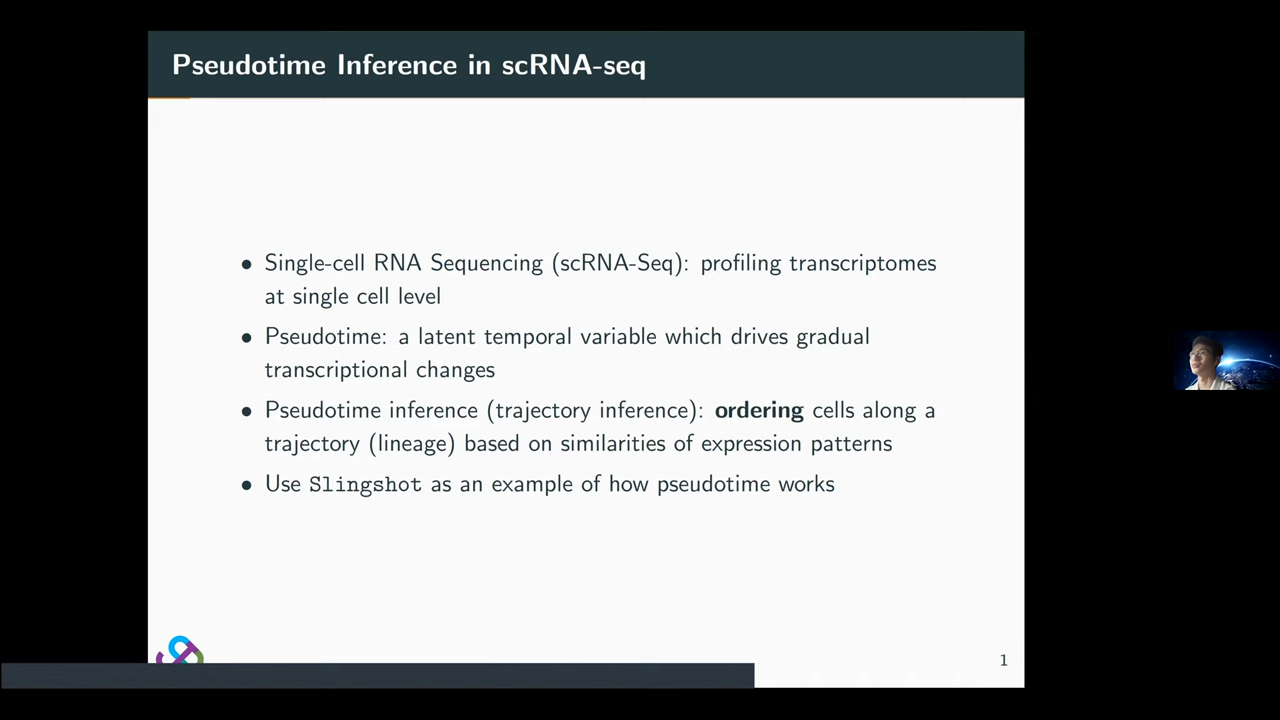 Pseudotime Inference in scRNA-seq
• Single-cell RNA Sequencing (scRNA-Seq): profiling transcriptomes
at single cell level
• Pseudotime: a latent temporal variable which drives gradual
transcriptional changes
• Pseudotime inference (trajectory inference): ordering cells along a
trajectory (lineage) based on similarities of expression patterns
• Use Slingshot as an example of how pseudotime works
1